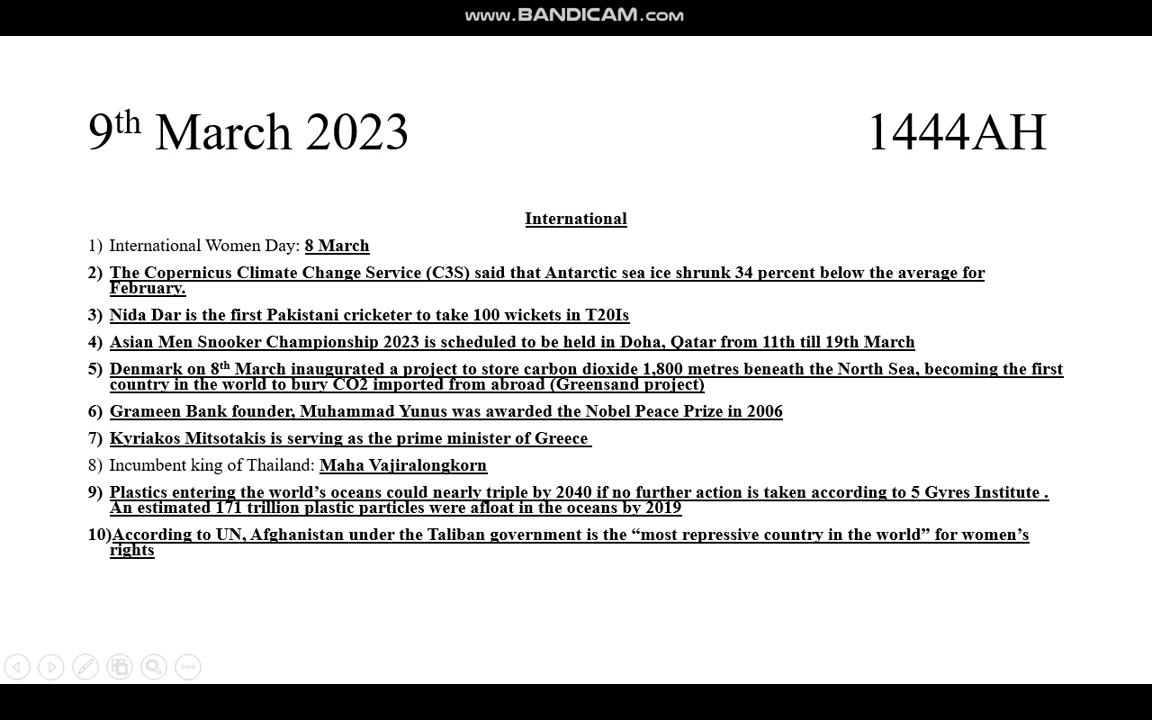 www.BANDICAM.com
9th March 2023 1444AH
International
1) International Women Day: 8 March
2) The Copernicus Climate Change Service (C3S) said that Antarctic sea ice shrunk 34 percent below the average for
February.
3) Nida Dar is the first Pakistani cricketer to take 100 wickets in T20Is
4) Asian Men Snooker Championship 2023 is scheduled to be held in Doha, Qatar from 11th till 19th March
5) Denmark on 8th March inaugurated a project to store carbon dioxide 1,800 metres beneath the North Sea, becoming the first
country in the world to bury CO2 imported from abroad (Greensand project)
6) Grameen Bank founder, Muhammad Yunus was awarded the Nobel Peace Prize in 2006
7) Kyriakos Mitsotakis is serving as the prime minister of Greece
8) Incumbent king of Thailand: Maha Vajiralongkorn
9) Plastics entering the world’s oceans could nearly triple by 2040 if no further action is taken according to 5 Gyres Institute .
An estimated 171 trillion plastic particles were afloat in the oceans by 2019
10)According to UN, Afghanistan under the Taliban government is the “most repressive country in the world” for women’s
rights